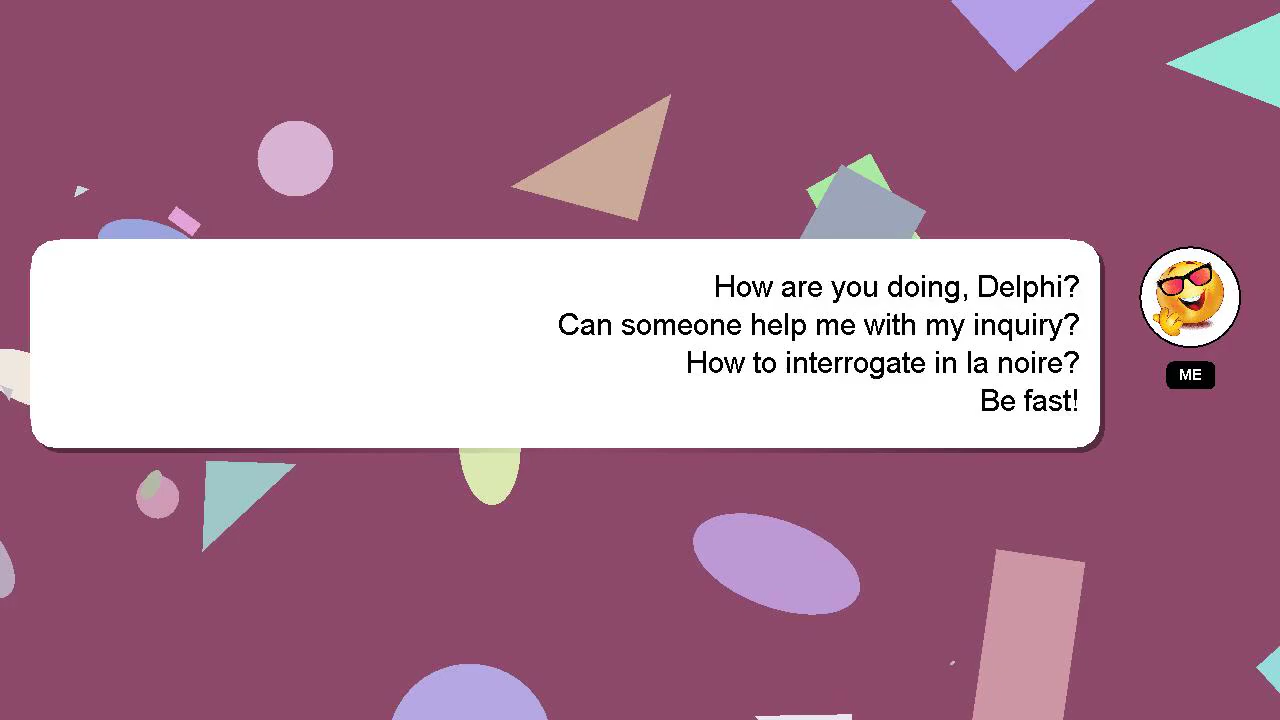 How are you doing, Delphi?
Can someone help me with my inquiry?
How to interrogate in la noire?
Be fast!
ME